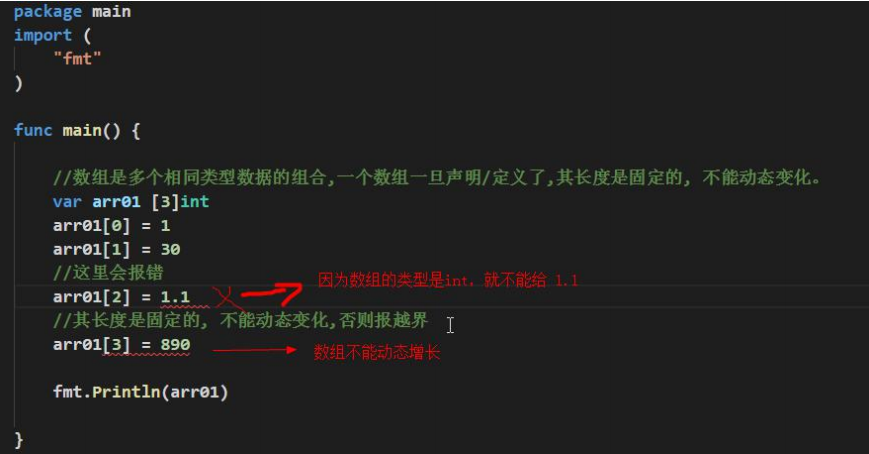 package main
import (
"fmt"
)
func main() {
//数组是多个相同类型数据的组合,一个数组一旦声明/定义了,其长度是固定的, 不能动态变化。
var arr01 [3]int
arr01[0] = 1
arr01[1] = 30
//这里会报错
因为数组的类型是int, 就不能给 1.1
arr01[2] = 1.1
//其长度是固定的, 不能动态变化,否则报越界
arr01[3] = 890
数组不能动态增长
fmt.Println(arr01)
}